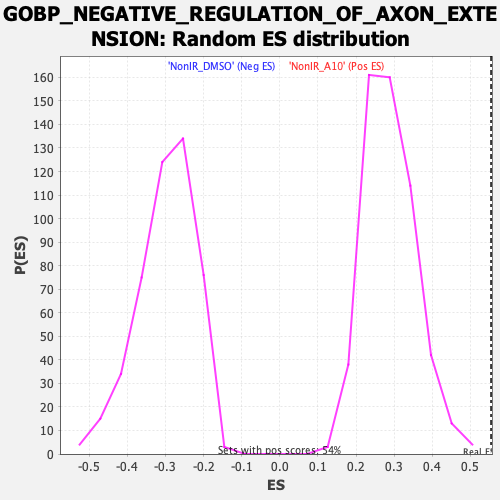 GOBP_NEGATIVE_REGULATION_OF_AXON_EXTE
NSION: Random ES distribution
'NonIR_DMSO' (Neg ES) 'NonIR_A10' (Pos ES)
160
150
140
130
120
110
100
90
80
70
60
50
40
30
20
10
0
P(ES)
Sets with pos scores: 54%
Real E
-0.5 -0.4 -0.3 -0.2 -0.1 0.0 0.1 0.2 0.3 0.4 0.5
ES